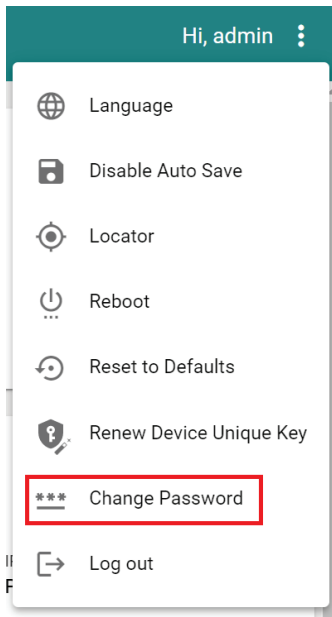 Hi, admin
Language
Disable Auto Save
Locator
Reboot
Reset to Defaults
Renew Device Unique Key
*** Change Password
Log out